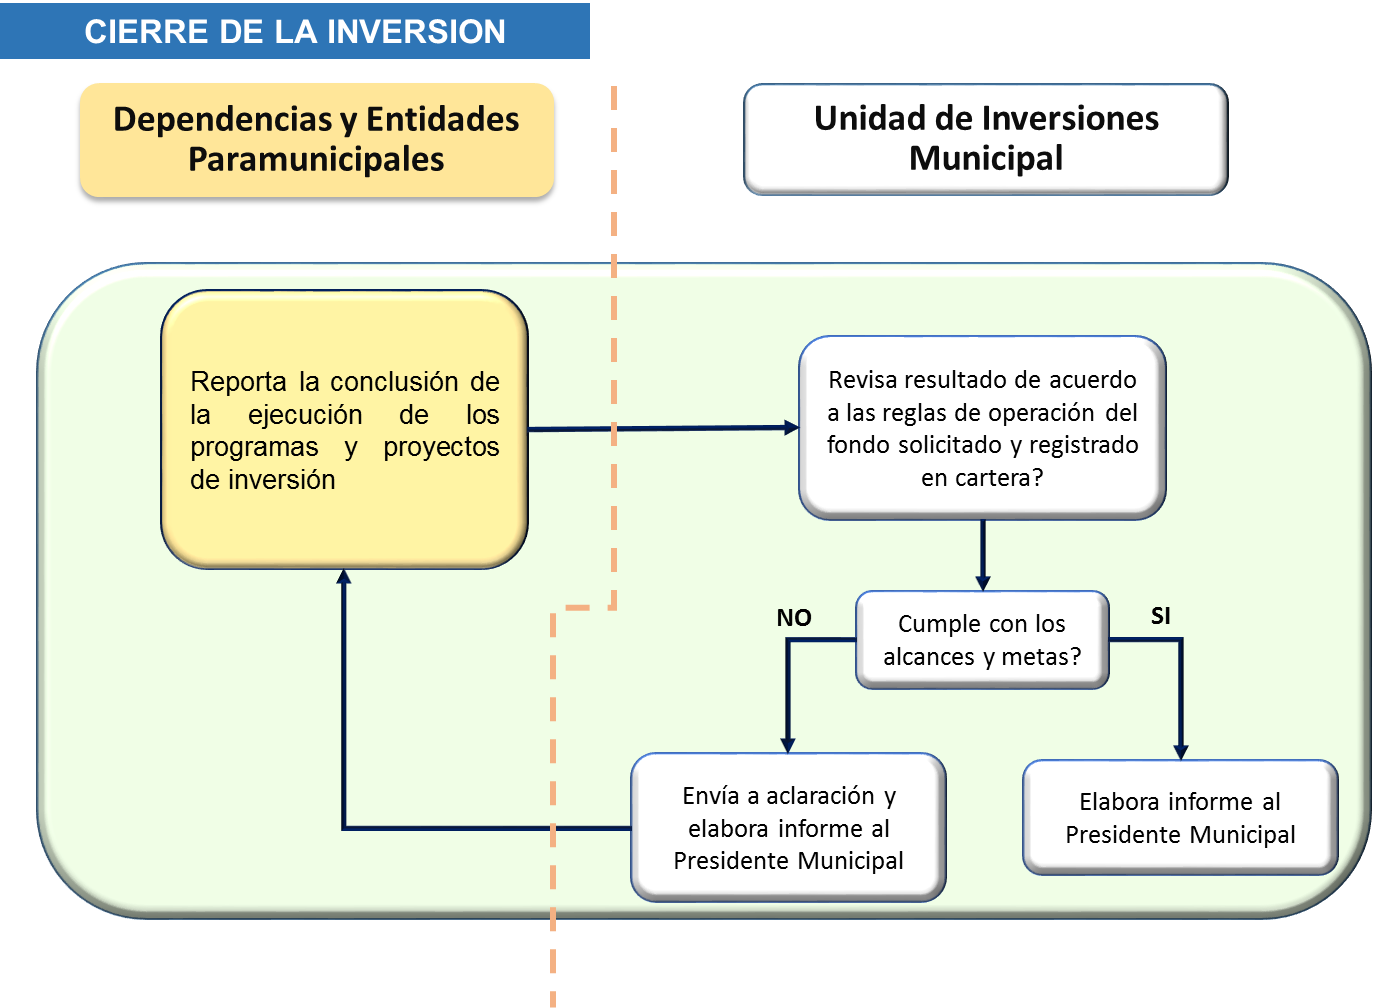 CIERRE DE LA INVERSION
Dependencias y Entidades
Paramunicipales
Unidad de Inversiones
Municipal
Reporta la conclusión de
la ejecución de los
programas y proyectos
de inversión
Revisa resultado de acuerdo
a las reglas de operación del
fondo solicitado y registrado
en cartera?
NO
Cumple con los
alcances y metas?
SI
Envía a aclaración y
elabora informe al
Presidente Municipal
Elabora informe al
Presidente Municipal